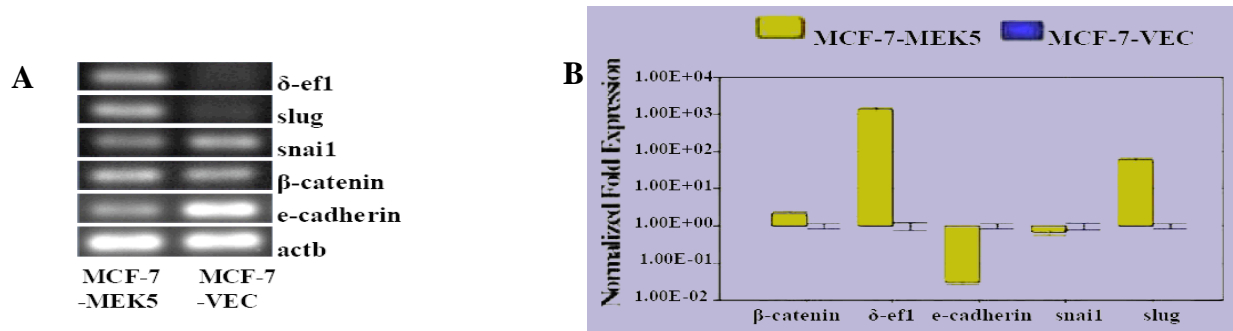 A
δ-ef1
slug
snai1
β-catenin
e-cadherin
actb
MCF-7 MCF-7
-MEK5 -VEC
B
MCF-7-MEK5 MCF-7-VEC
Normalized Fold Expression
1.00E+04
1.00E+03
1.00E+02
1.00E+01
1.00E+00
1.00E-01
1.00E-02
β-catenin δ-ef1 e-cadherin snai1 slug